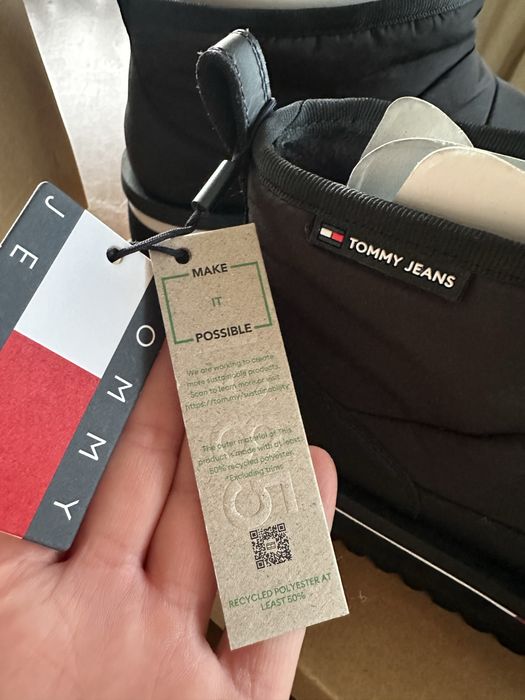 TOMMY JEANS
J E
O M M Y
MAKE
IT
POSSIBLE
We are working to create
more sustainable products.
Scan to learn more or visit
https://tommy/sustainability
The outer material of this
product is made with at least
50% recycled polyester.
*Excluding trims
RECYCLED POLYESTER AT
LEAST 50%